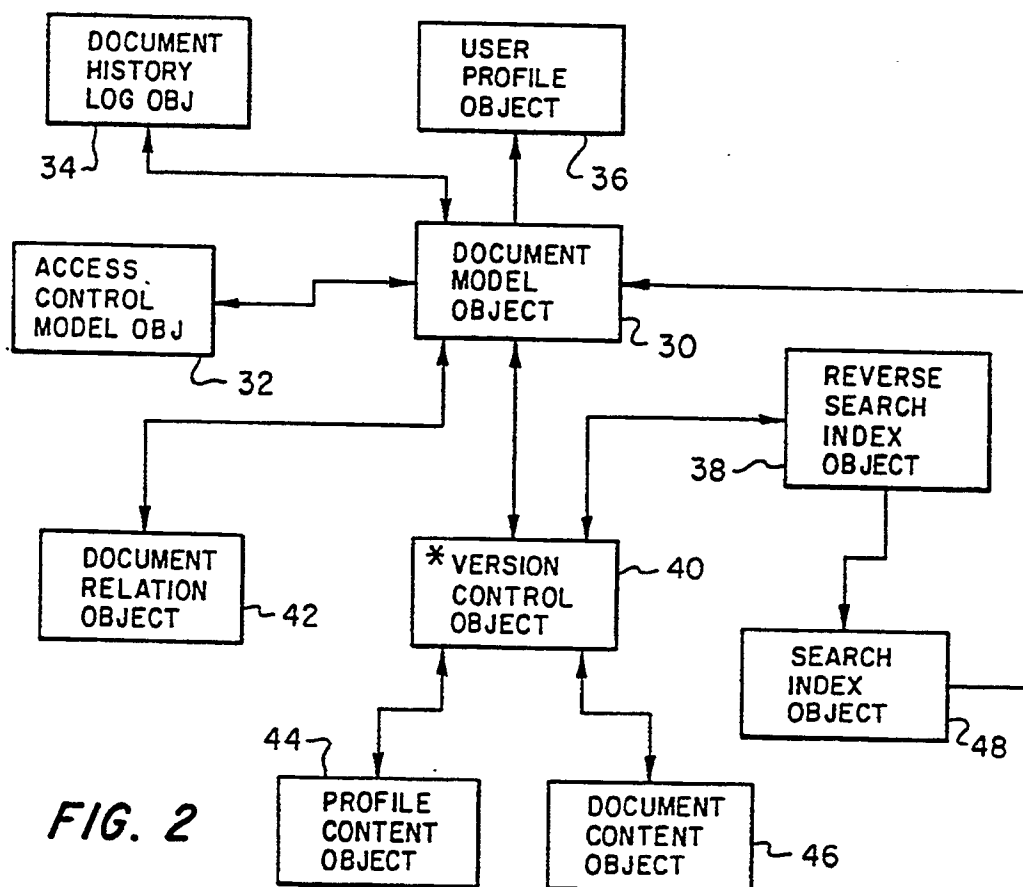 DOCUMENT
HISTORY
LOG OBJ
34
USER
PROFILE
OBJECT
36
ACCESS
CONTROL
MODEL OBJ
32
DOCUMENT
MODEL
OBJECT
30
REVERSE
SEARCH
INDEX
OBJECT
38
DOCUMENT
RELATION
OBJECT
42
* VERSION
CONTROL
OBJECT
40
SEARCH
INDEX
OBJECT
48
44
PROFILE
CONTENT
OBJECT
DOCUMENT
CONTENT
OBJECT
46
FIG. 2